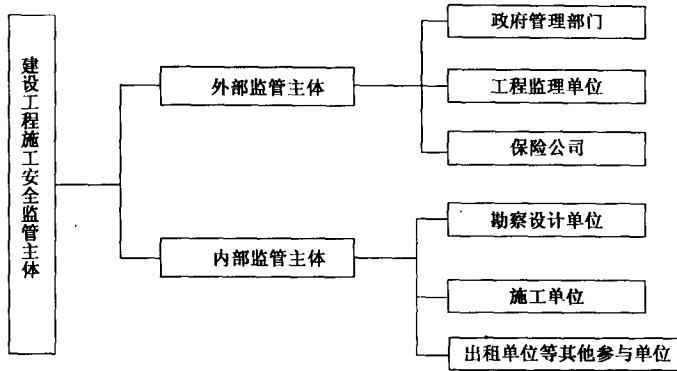 建设工程施工安全监管主体
外部监管主体
政府管理部门
工程监理单位
保险公司
内部监管主体
勘察设计单位
施工单位
出租单位等其他参与单位